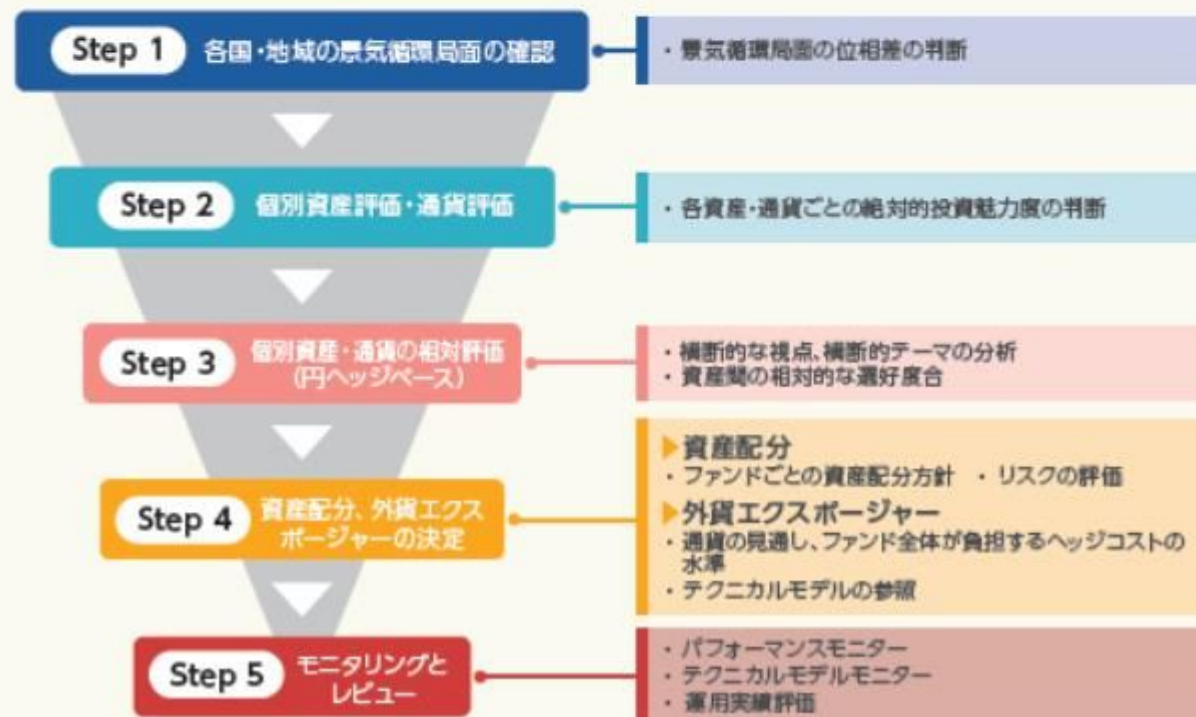 Step 1 各国・地域の景気循環局面の確認
・景気循環局面の位相差の判断
Step 2 個別資産評価・通貨評価
・各資産・通貨ごとの絶対的投資魅力度の判断
Step 3 個別資産・通貨の相対評価
(円ヘッジベース)
・横断的な視点、横断的テーマの分析
・資産間の相対的な選好度合
Step 4 資産配分、外貨エクス
ポージャーの決定
▶資産配分
・ファンドごとの資産配分方針 ・リスクの評価
▶外貨エクスポージャー
・通貨の見通し、ファンド全体が負担するヘッジコストの
水準
・テクニカルモデルの参照
Step 5 モニタリングと
レビュー
・パフォーマンスモニター
・テクニカルモデルモニター
・運用実績評価